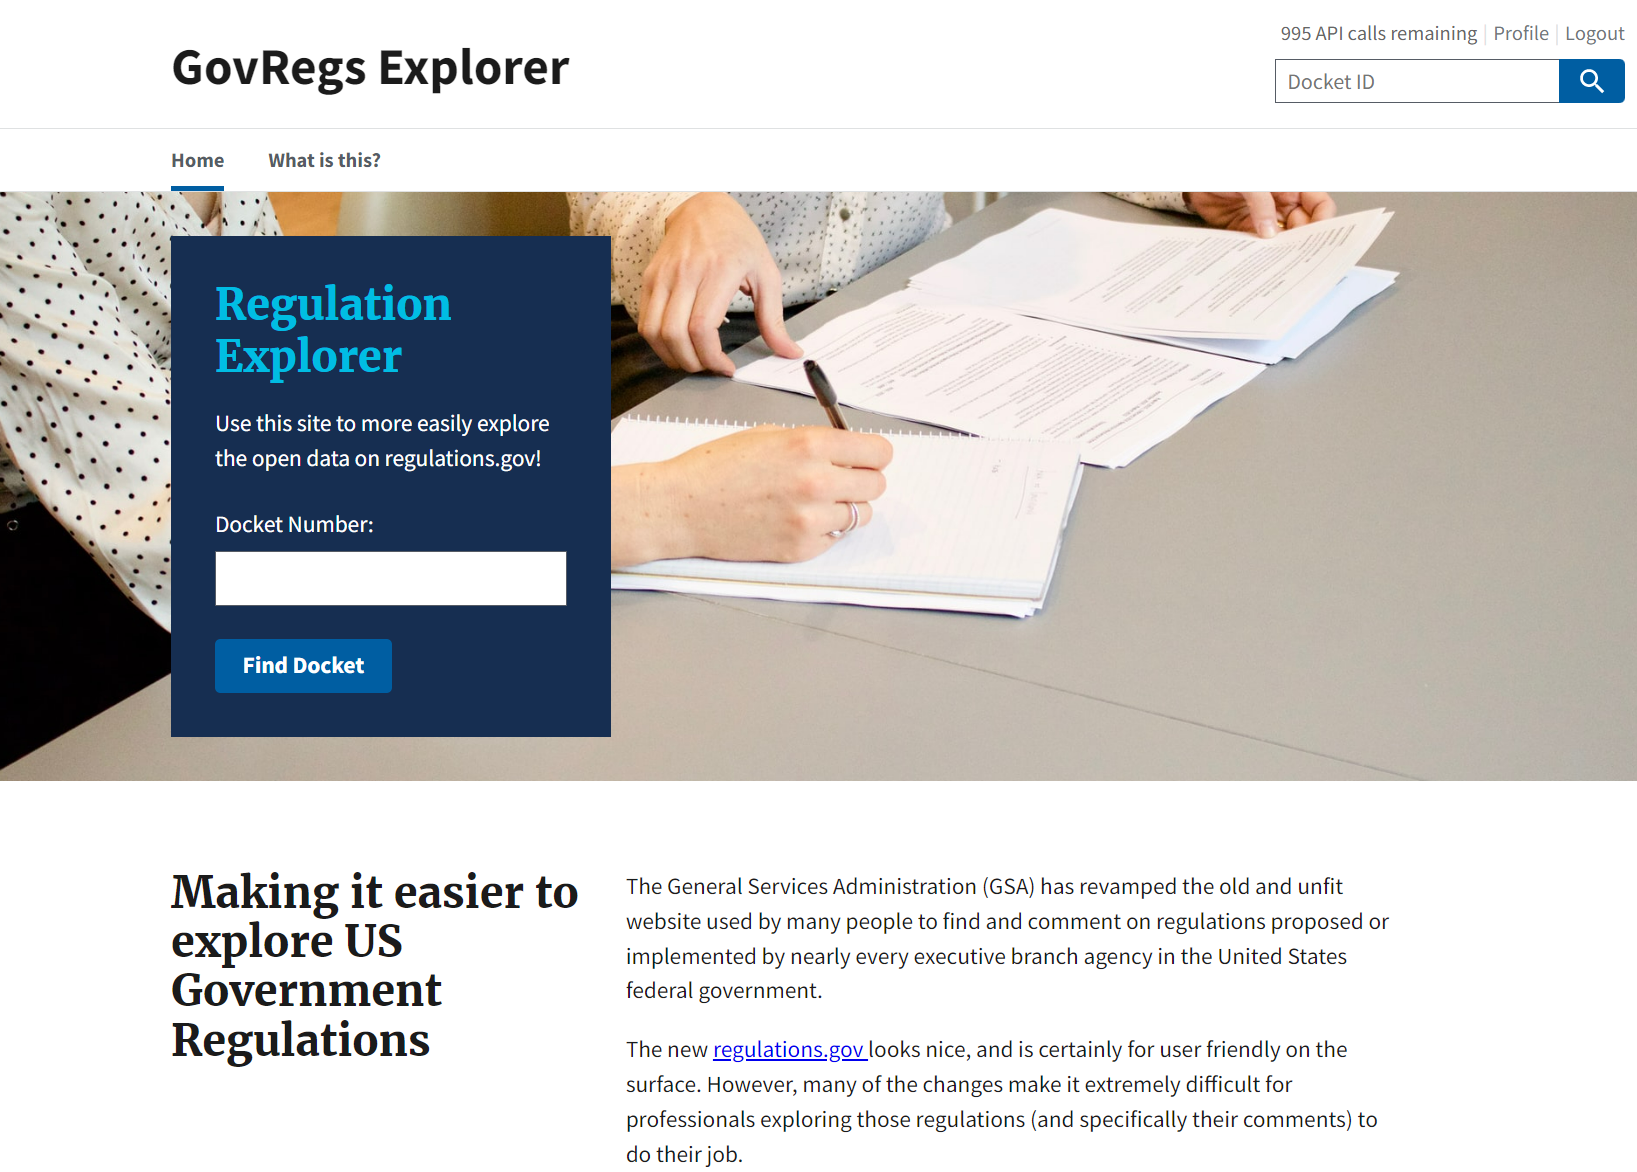 995 API calls remaining | Profile | Logout
GovRegs Explorer
Docket ID
Home
What is this?
Regulation
Explorer
Use this site to more easily explore
the open data on regulations.gov!
Docket Number:
Find Docket
Making it easier to
explore US
Government
Regulations
The General Services Administration (GSA) has revamped the old and unfit
website used by many people to find and comment on regulations proposed or
implemented by nearly every executive branch agency in the United States
federal government.
The new regulations.gov looks nice, and is certainly for user friendly on the
surface. However, many of the changes make it extremely difficult for
professionals exploring those regulations (and specifically their comments) to
do their job.